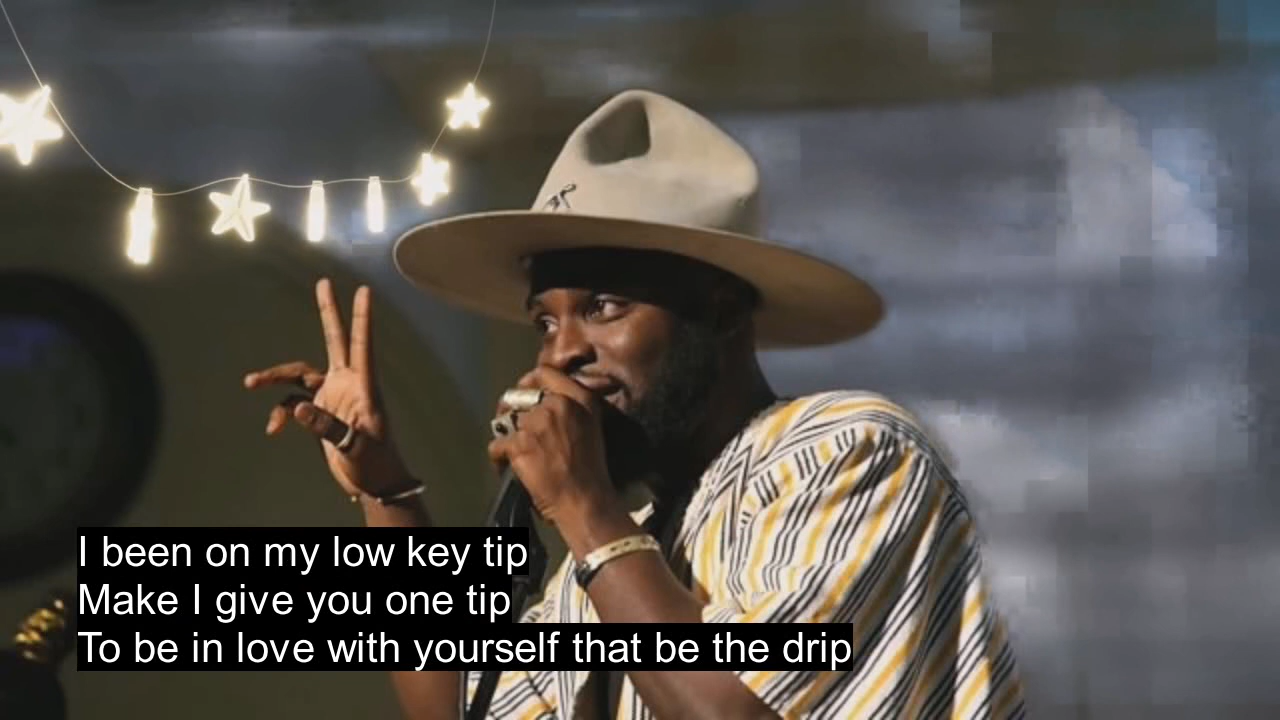 I been on my low key tip
Make I give you one tip
To be in love with yourself that be the drip